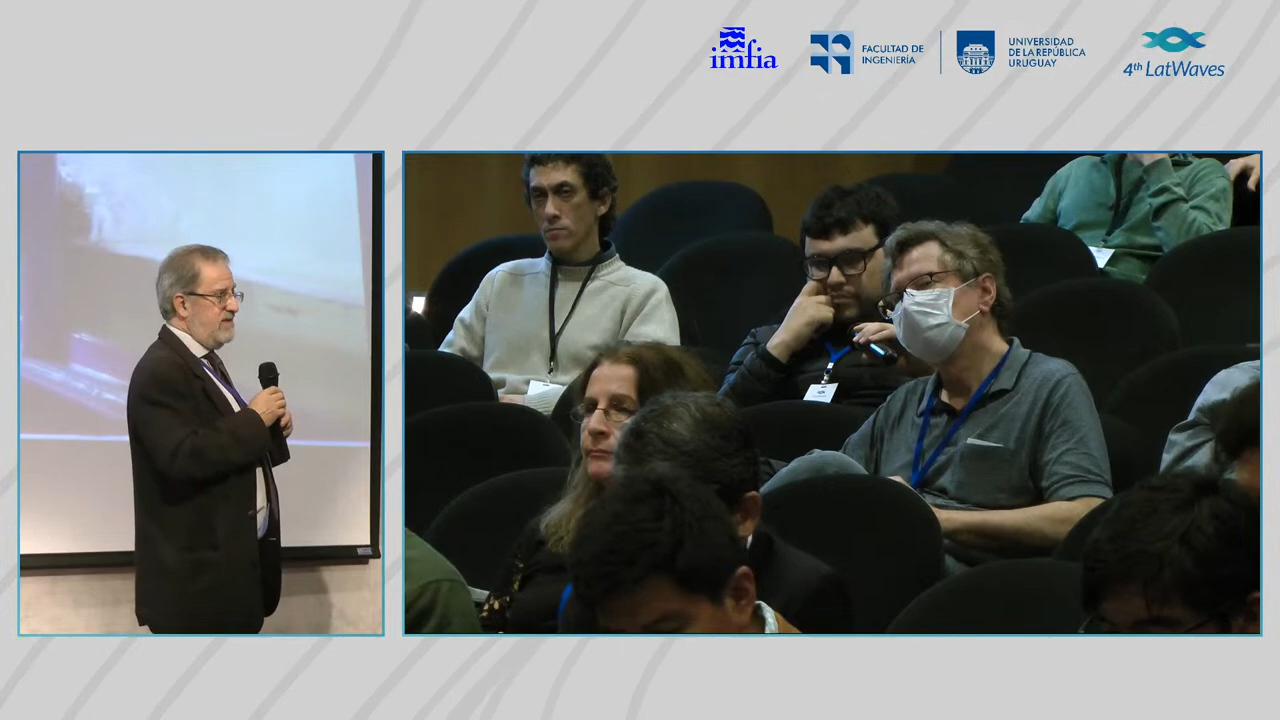 imfia
FACULTAD DE
INGENIERÍA
UNIVERSIDAD
DE LA REPÚBLICA
URUGUAY
4th LatWaves